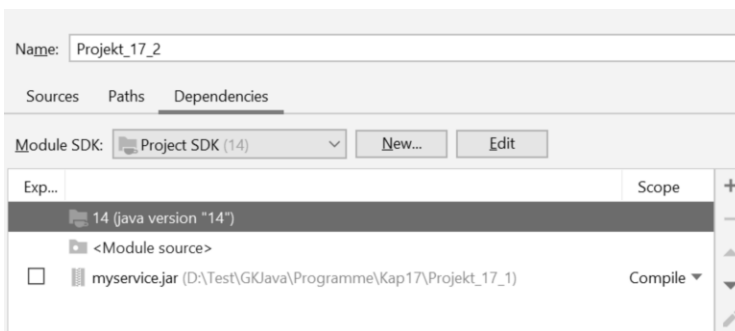 Name: Projekt_17_2
Sources Paths Dependencies
Module SDK: Project SDK (14) New... Edit
Exp... Scope
14 (java version "14")
<Module source>
myservice.jar (D:\Test\GKJava\Programme\Kap17\Projekt_17_1) Compile